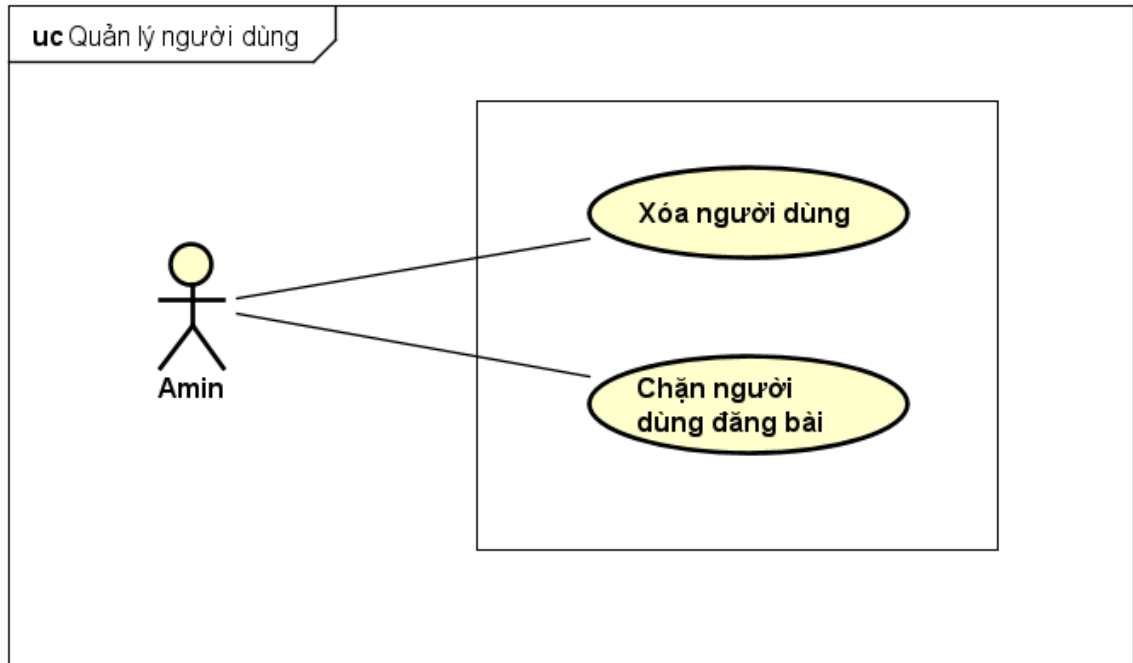 uc Quản lý người dùng
Xóa người dùng
Amin
Chặn người
dùng đăng bài